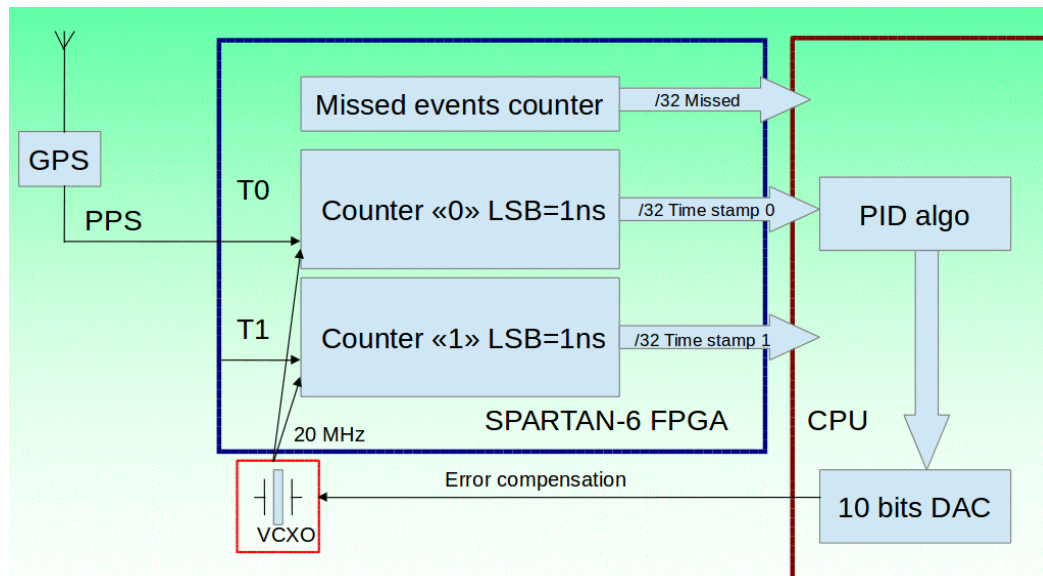 Missed events counter
/32 Missed
GPS
T0
PPS
Counter «0» LSB=1ns
/32 Time stamp 0
PID algo
T1
Counter «1» LSB=1ns
/32 Time stamp 1
SPARTAN-6 FPGA
CPU
20 MHz
Error compensation
VCXO
10 bits DAC